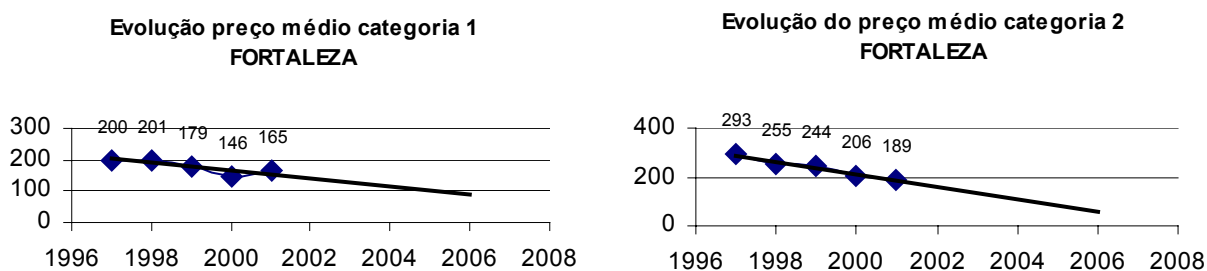 Evolução preço médio categoria 1
FORTALEZA
200 201 179 146 165
300
200
100
0
1996 1998 2000 2002 2004 2006 2008
Evolução do preço médio categoria 2
FORTALEZA
293 255 244 206 189
400
200
0
1996 1998 2000 2002 2004 2006 2008